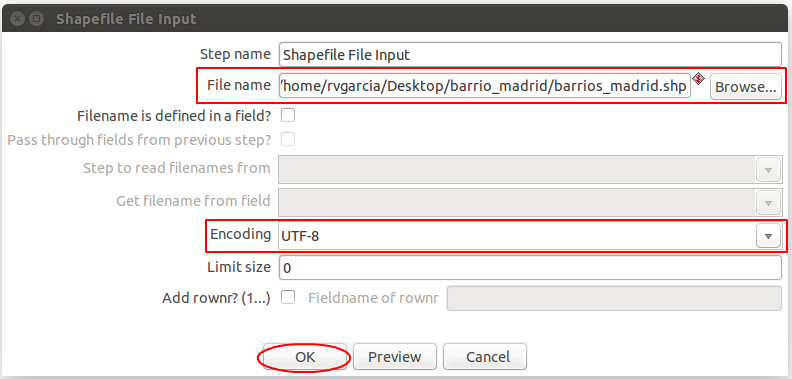 Shapefile File Input
Step name Shapefile File Input
File name /home/rvgarcia/Desktop/barrio_madrid/barrios_madrid.shp Browse...
Filename is defined in a field?
Pass through fields from previous step?
Step to read filenames from
Get filename from field
Encoding UTF-8
Limit size 0
Add rownr? (1...) Fieldname of rownr
OK Preview Cancel